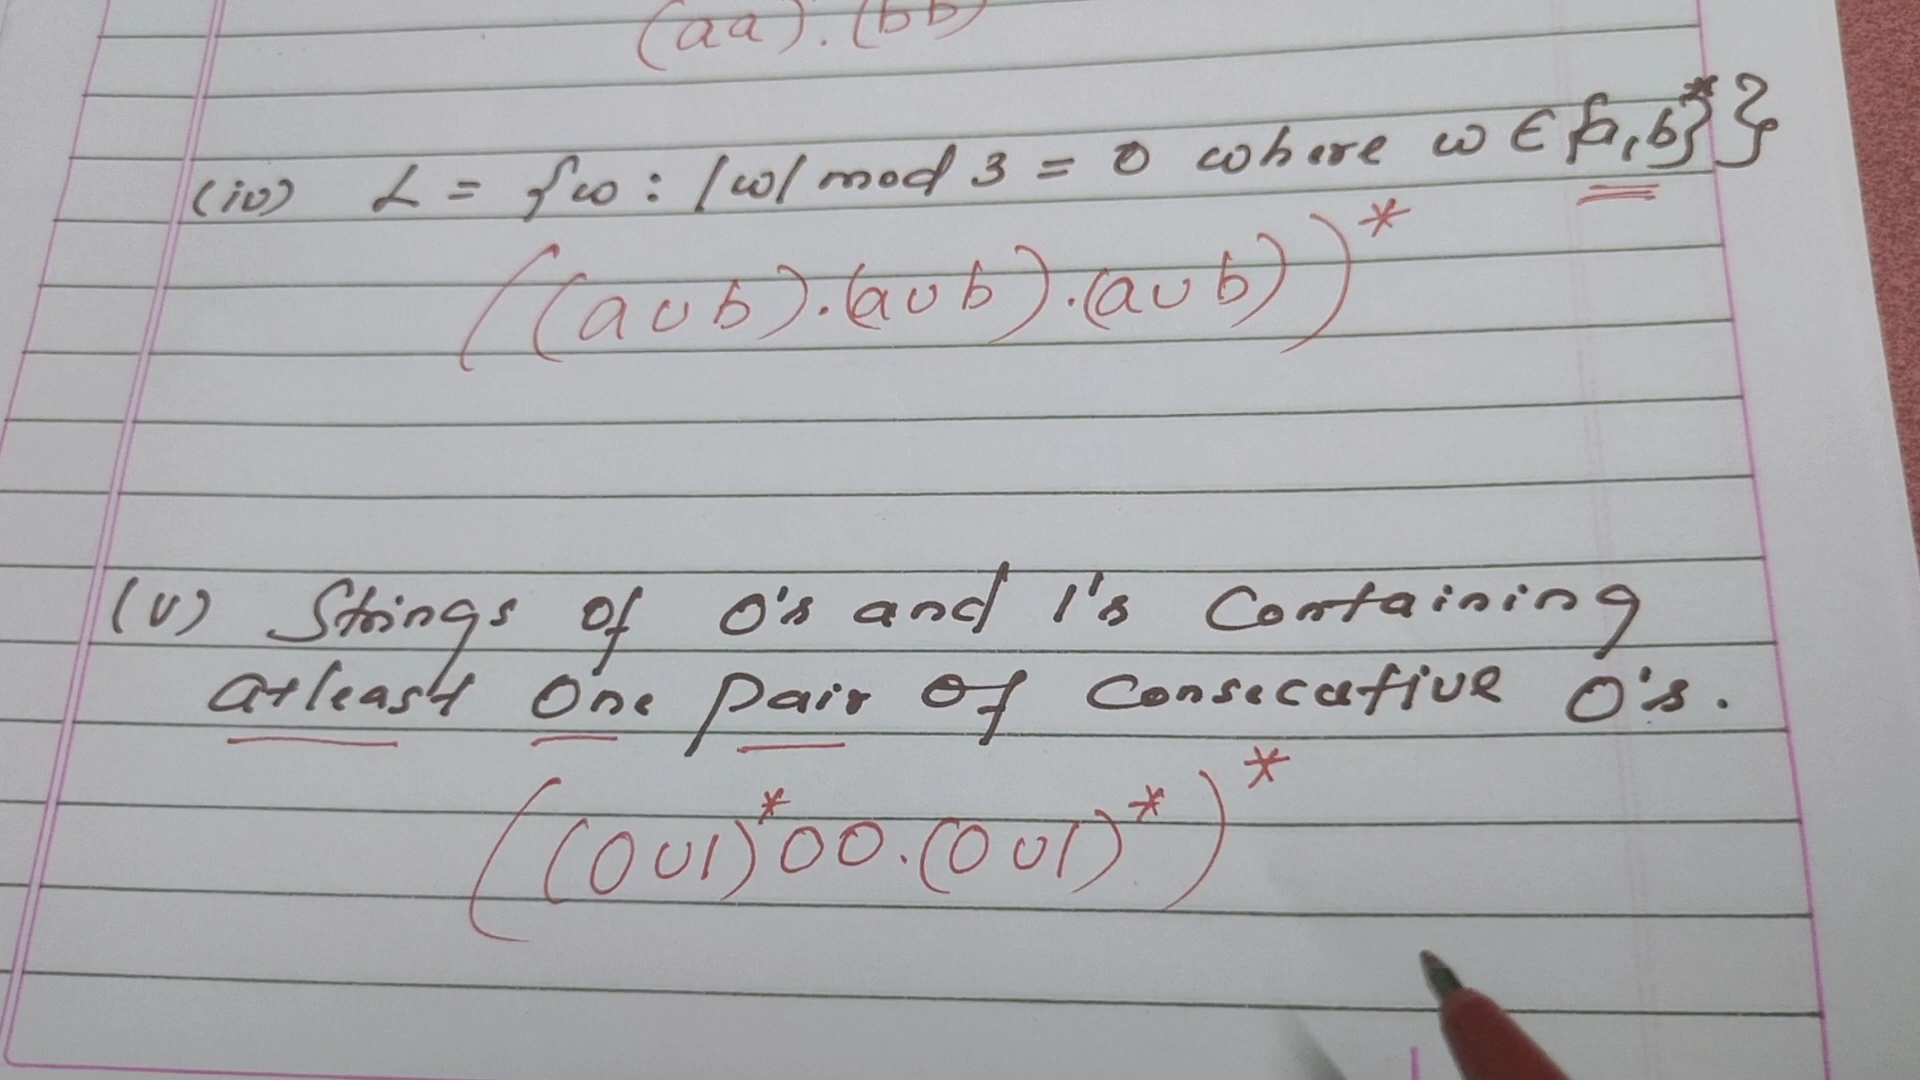 (aa).(bb)
(iv) L = {w : |w| mod 3 = 0 where w ∈ {a,b}*}
((a∪b).(a∪b).(a∪b))*
(v) Strings of 0's and 1's Containing
atleast One pair of Consecutive 0's.
((0∪1)*00.(0∪1)*)*